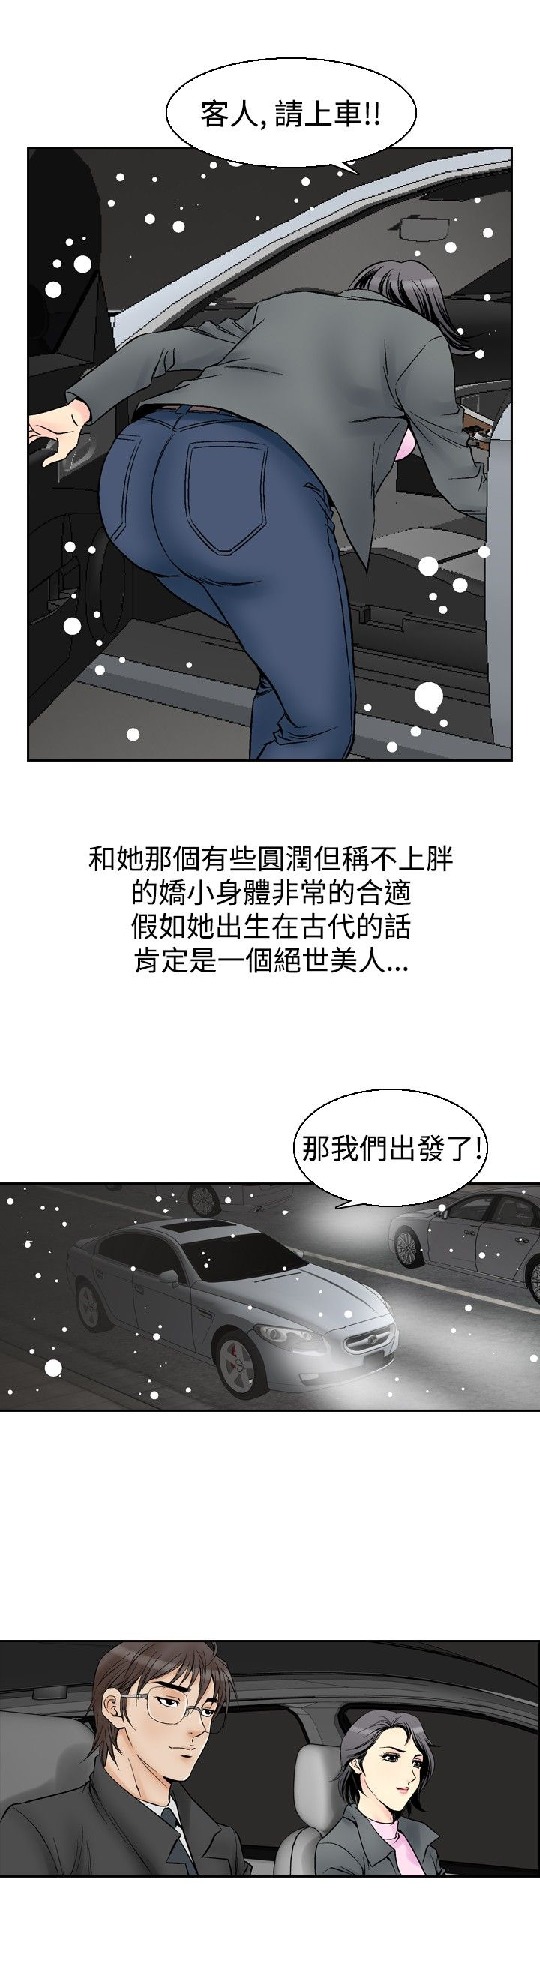 客人, 請上車!!
和她那個有些圓潤但稱不上胖
的嬌小身體非常的合適
假如她出生在古代的話
肯定是一個絕世美人...
那我們出發了!